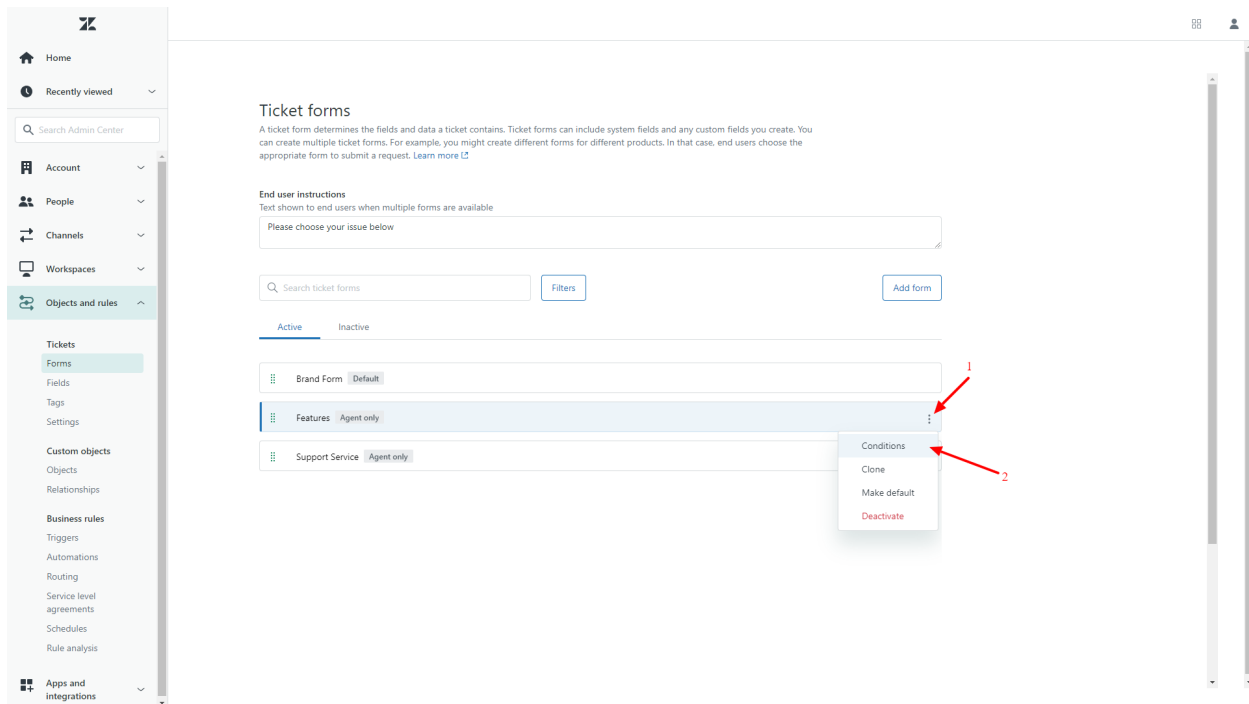 Home
Recently viewed
Search Admin Center
Account
People
Channels
Workspaces
Objects and rules
Tickets
Forms
Fields
Tags
Settings
Custom objects
Objects
Relationships
Business rules
Triggers
Automations
Routing
Service level
agreements
Schedules
Rule analysis
Apps and
integrations
Ticket forms
A ticket form determines the fields and data a ticket contains. Ticket forms can include system fields and any custom fields you create. You
can create multiple ticket forms. For example, you might create different forms for different products. In that case, end users choose the
appropriate form to submit a request. Learn more
End user instructions
Text shown to end users when multiple forms are available
Please choose your issue below
Search ticket forms Filters Add form
Active Inactive
Brand Form Default
1
Features Agent only
Support Service Agent only
Conditions
2
Clone
Make default
Deactivate